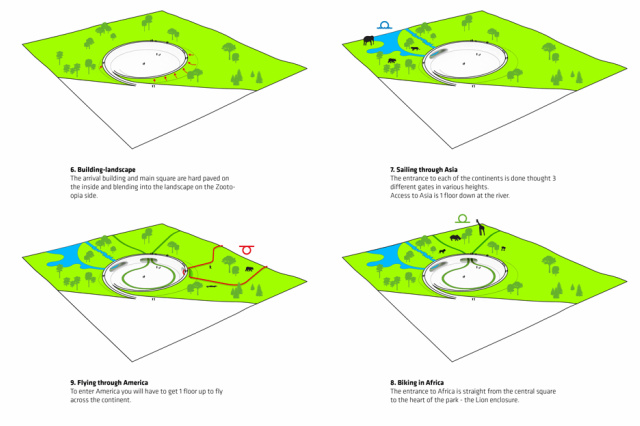 6. Building-landscape
The arrival building and main square are hard paved on
the inside and blending into the landscape on the Zooto-
opia side.
7. Sailing through Asia
The entrance to each of the continents is done thought 3
different gates in various heights.
Access to Asia is 1 floor down at the river.
9. Flying through America
To enter America you will have to get 1 floor up to fly
across the continent.
8. Biking in Africa
The entrance to Africa is straight from the central square
to the heart of the park - the Lion enclosure.